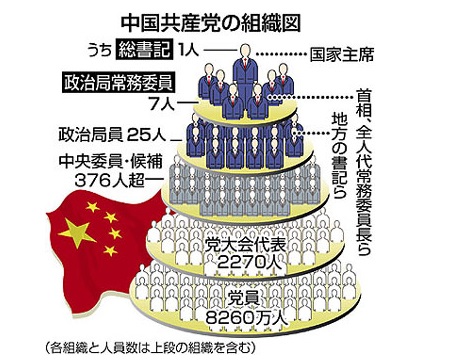 中国共産党の組織図
うち 総書記 1人
国家主席
政治局常務委員
7人
首相、全人代常務委員長ら
政治局員 25人
地方の書記ら
中央委員・候補
376人超
党大会代表
2270人
党員
8260万人
(各組織と人員数は上段の組織を含む)